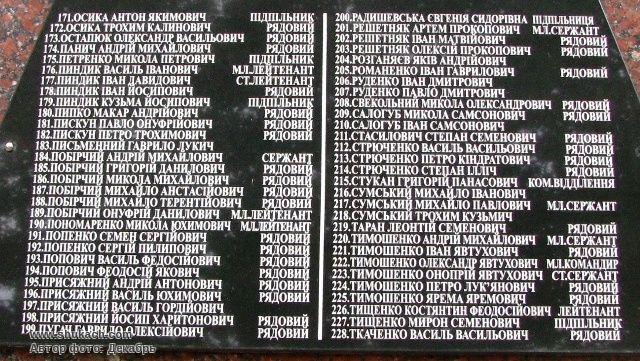 171.ОСИКА АНТОН ЯКИМОВИЧ ПІДПІЛЬНИК
172.ОСИКА ТРОХИМ КАЛИНОВИЧ РЯДОВИЙ
173.ОСТАПЮК ОЛЕКСАНДР ВАСИЛЬОВИЧ РЯДОВИЙ
174.ПАНИЧ АНДРІЙ МИХАЙЛОВИЧ РЯДОВИЙ
175.ПЕТРЕНКО МИКОЛА ПЕТРОВИЧ ПІДПІЛЬНИК
176.ПИНДИК ВАСИЛЬ ІВАНОВИЧ МЛ.ЛЕЙТЕНАНТ
177.ПИНДИК ІВАН ДАВИДОВИЧ СТ.ЛЕЙТЕНАНТ
178.ПИНДИК ІВАН ЙОСИПОВИЧ РЯДОВИЙ
179.ПИНДИК КУЗЬМА ЙОСИПОВИЧ ПІДПІЛЬНИК
180.ПИПКО МАКАР АНДРІЙОВИЧ РЯДОВИЙ
181.ПИСКУН ПАВЛО ОНУФРІЙОВИЧ РЯДОВИЙ
182.ПИСКУН ПЕТРО ТРОХИМОВИЧ РЯДОВИЙ
183.ПИСЬМЕННИЙ ГАВРИЛО ЛУКИЧ
184.ПОБІРЧИЙ АНДРІЙ МИХАЙЛОВИЧ СЕРЖАНТ
185.ПОБІРЧИЙ ГРИГОРІЙ ДАНИЛОВИЧ РЯДОВИЙ
186.ПОБІРЧИЙ МИКОЛА МИХАЙЛОВИЧ РЯДОВИЙ
187.ПОБІРЧИЙ МИХАЙЛО АНСТАСІЙОВИЧ РЯДОВИЙ
188.ПОБІРЧИЙ МИХАЙЛО ТЕРЕНТІЙОВИЧ РЯДОВИЙ
189.ПОБІРЧИЙ ОНУФРІЙ ДАНИЛОВИЧ МЛ.ЛЕЙТЕНАНТ
190.ПОНОМАРЕНКО МИКОЛА ЮХИМОВИЧ МЛ.ЛЕЙТЕНАНТ
191.ПОПЕНКО СЕМЕН СЕРГІЙОВИЧ РЯДОВИЙ
192.ПОПЕНКО СЕРГІЙ ПИЛИПОВИЧ РЯДОВИЙ
193.ПОПОВИЧ ВАСИЛЬ ФЕДОСІЙОВИЧ РЯДОВИЙ
194.ПОПОВИЧ ФЕОДОСІЙ ЯКОВИЧ РЯДОВИЙ
195.ПРИСЯЖНИЙ АНДРІЙ АНТОНОВИЧ РЯДОВИЙ
196.ПРИСЯЖНИЙ ВАСИЛЬ ЮХИМОВИЧ РЯДОВИЙ
197.ПРИСЯЖНИЙ ВАСИЛЬ ГОРДІЙОВИЧ
198.ПРИСЯЖНИЙ ЙОСИП ХАРИТОНОВИЧ РЯДОВИЙ
199.ПУГАЧ ГАВРИЛО ОЛЕКСІЙОВИЧ РЯДОВИЙ
200.РАДИШЕВСЬКА ЄВГЕНІЯ СИДОРІВНА ПІДПІЛЬНИЦЯ
201.РЕШЕТНЯК АРТЕМ ПРОКОПОВИЧ МЛ.СЕРЖАНТ
202.РЕШЕТНЯК ІВАН МАТВІЙОВИЧ РЯДОВИЙ
203.РЕШЕТНЯК ОЛЕКСІЙ ПРОКОПОВИЧ РЯДОВИЙ
204.РОЗГАНЯЄВ ЯКІВ АНДРІЙОВИЧ
205.РОМАНЕНКО ІВАН ГАВРИЛОВИЧ РЯДОВИЙ
206.РУДЕНКО ІВАН ДМИТРОВИЧ
207.РУДЕНКО ПАВЛО ДМИТРОВИЧ
208.СВЕКОЛЬНИЙ МИКОЛА ОЛЕКСАНДРОВИЧ РЯДОВИЙ
209.САЛОГУБ МИКОЛА САМСОНОВИЧ РЯДОВИЙ
210.САЛОГУБ ІВАН САМСОНОВИЧ
211.СТАСИЛОВИЧ СТЕПАН СЕМЕНОВИЧ РЯДОВИЙ
212.СТРЮЧЕНКО ВАСИЛЬ ВАСИЛЬОВИЧ РЯДОВИЙ
213.СТРЮЧЕНКО ПЕТРО КІНДРАТОВИЧ РЯДОВИЙ
214.СТРЮЧЕНКО СТЕПАН ІЛЛІЧ РЯДОВИЙ
215.СТУКАН ГРИГОРІЙ ПАНАСОВИЧ КОМ.ВІДДІЛЕННЯ
216.СУМСЬКИЙ МИХАЙЛО ІВАНОВИЧ
217.СУМСЬКИЙ МИХАЙЛО ПАВЛОВИЧ МЛ.СЕРЖАНТ
218.СУМСЬКИЙ ТРОХИМ КУЗЬМИЧ
219.ТАРАН ЛЕОНТІЙ СЕМЕНОВИЧ РЯДОВИЙ
220.ТИМОШЕНКО АНДРІЙ МИХАЙЛОВИЧ МЛ.СЕРЖАНТ
221.ТИМОШЕНКО ІВАН ЯВТУХОВИЧ РЯДОВИЙ
222.ТИМОШЕНКО ОЛЕКСАНДР ЯВТУХОВИЧ МЛ.КОМАНДИР
223.ТИМОШЕНКО ОНОПРІЙ ЯВТУХОВИЧ СТ.СЕРЖАНТ
224.ТИМОШЕНКО ПЕТРО ЛУК'ЯНОВИЧ РЯДОВИЙ
225.ТИМОШЕНКО ЯРЕМА ЯРЕМОВИЧ РЯДОВИЙ
226.ТИЩЕНКО КОСТЯНТИН ФЕОДОСІЙОВИЧ ЛЕЙТЕНАНТ
227.ТИЩЕНКО МИРОН СЕМЕНОВИЧ ПІДПІЛЬНИК
228.ТКАЧЕНКО ВАСИЛЬ ВАСИЛЬОВИЧ РЯДОВИЙ
Автор фото: Декабрь